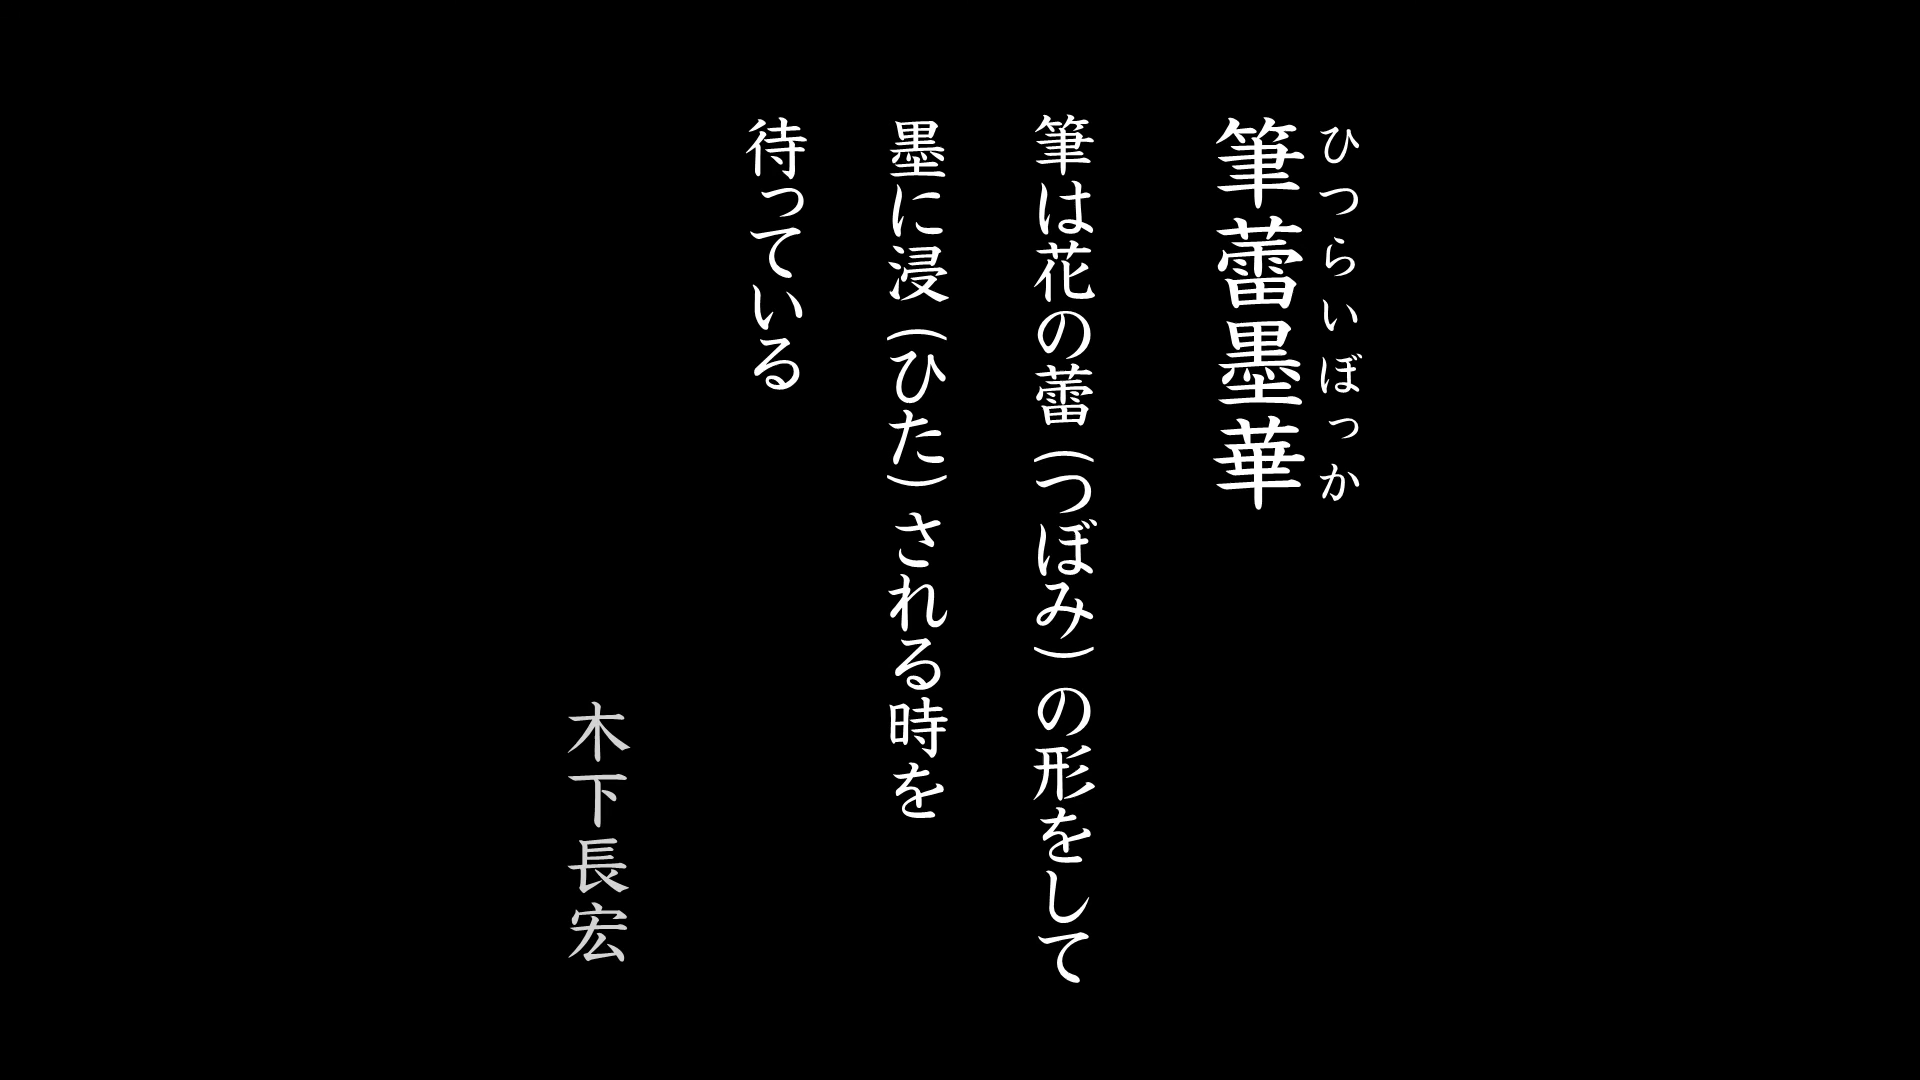 ひつらいぼっか
筆蕾墨華
筆は花の蕾(つぼみ)の形をして
墨に浸(ひた)される時を
待っている
木下長宏